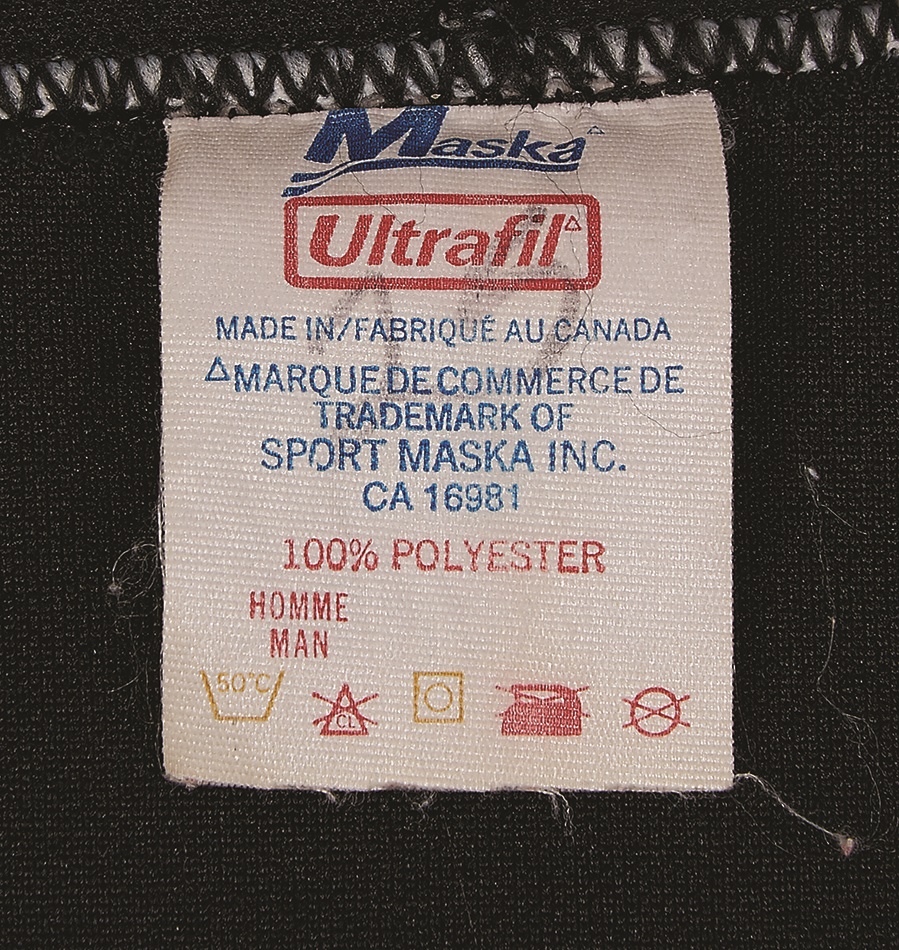 Maska
Ultrafil
MADE IN/FABRIQUÉ AU CANADA
△MARQUE DE COMMERCE DE
TRADEMARK OF
SPORT MASKA INC.
CA 16981
100% POLYESTER
HOMME
MAN
50°C
CL